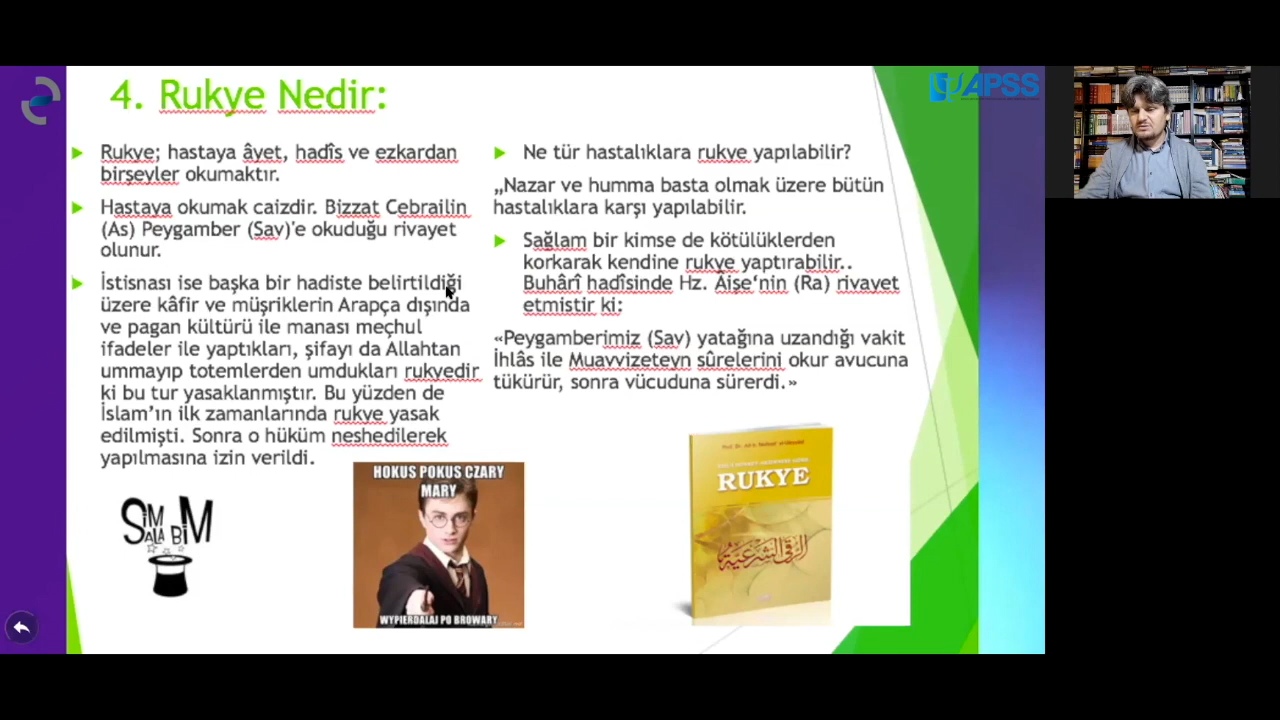 4. Rukye Nedir:
Rukye; hastaya âyet, hadîs ve ezkardan
birşeyler okumaktır.
Hastaya okumak caizdir. Bizzat Cebrailin
(As) Peygamber (Sav)'e okuduğu rivayet
olunur.
İstisnası ise başka bir hadiste belirtildiği
üzere kâfir ve müşriklerin Arapça dışında
ve pagan kültürü ile manası meçhul
ifadeler ile yaptıkları, şifayı da Allahtan
ummayıp totemlerden umdukları rukyedir
ki bu tur yasaklanmıştır. Bu yüzden de
İslam’ın ilk zamanlarında rukye yasak
edilmişti. Sonra o hüküm neshedilerek
yapılmasına izin verildi.
Ne tür hastalıklara rukye yapılabilir?
„Nazar ve humma basta olmak üzere bütün
hastalıklara karşı yapılabilir.
Sağlam bir kimse de kötülüklerden
korkarak kendine rukye yaptırabilir..
Buhârî hadîsinde Hz. Âişe‘nin (Ra) rivayet
etmistir ki:
«Peygamberimiz (Sav) yatağına uzandığı vakit
İhlâs ile Muavvizeteyn sûrelerini okur avucuna
tükürür, sonra vücuduna sürerdi.»
SİM
SALA BİM
HOKUS POKUS CZARY
MARY
WYPIERDALAJ PO BROWARY
RUKYE
الرقى الشرعية
APSS